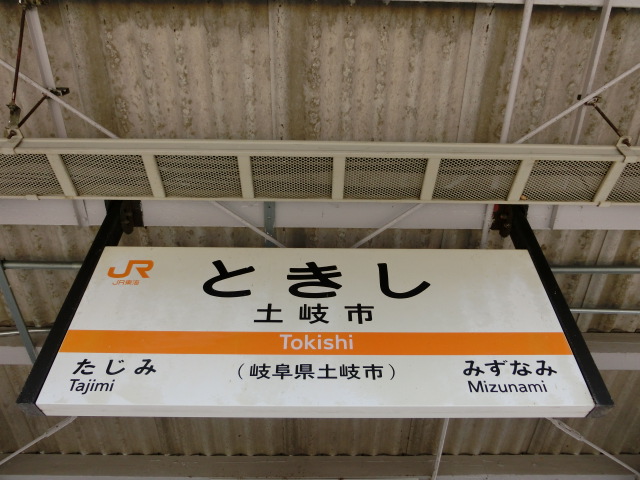 JR
JR東海
ときし
土岐市
Tokishi
たじみ
Tajimi
（岐阜県土岐市）
みずなみ
Mizunami